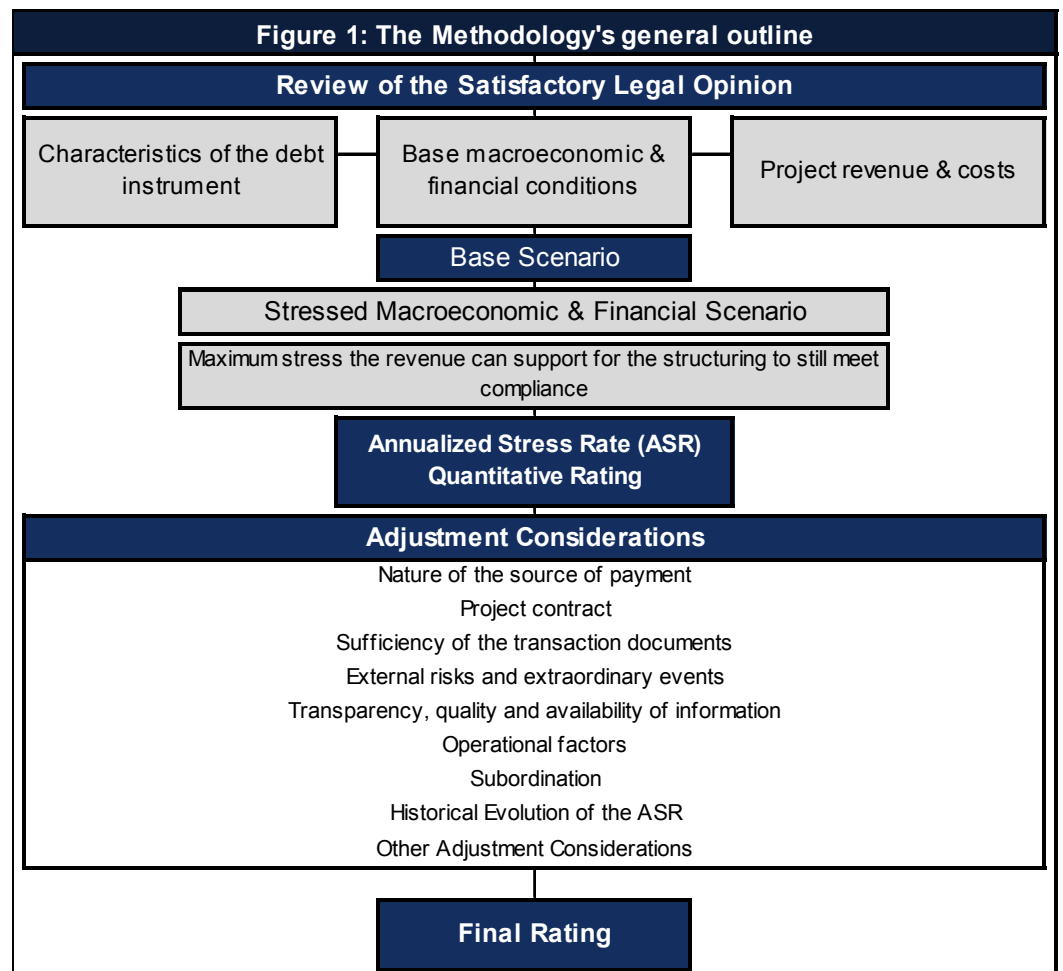 Figure 1: The Methodology's general outline
Review of the Satisfactory Legal Opinion
Characteristics of the debt
instrument
Base macroeconomic &
financial conditions
Project revenue & costs
Base Scenario
Stressed Macroeconomic & Financial Scenario
Maximum stress the revenue can support for the structuring to still meet
compliance
Annualized Stress Rate (ASR)
Quantitative Rating
Adjustment Considerations
Nature of the source of payment
Project contract
Sufficiency of the transaction documents
External risks and extraordinary events
Transparency, quality and availability of information
Operational factors
Subordination
Historical Evolution of the ASR
Other Adjustment Considerations
Final Rating